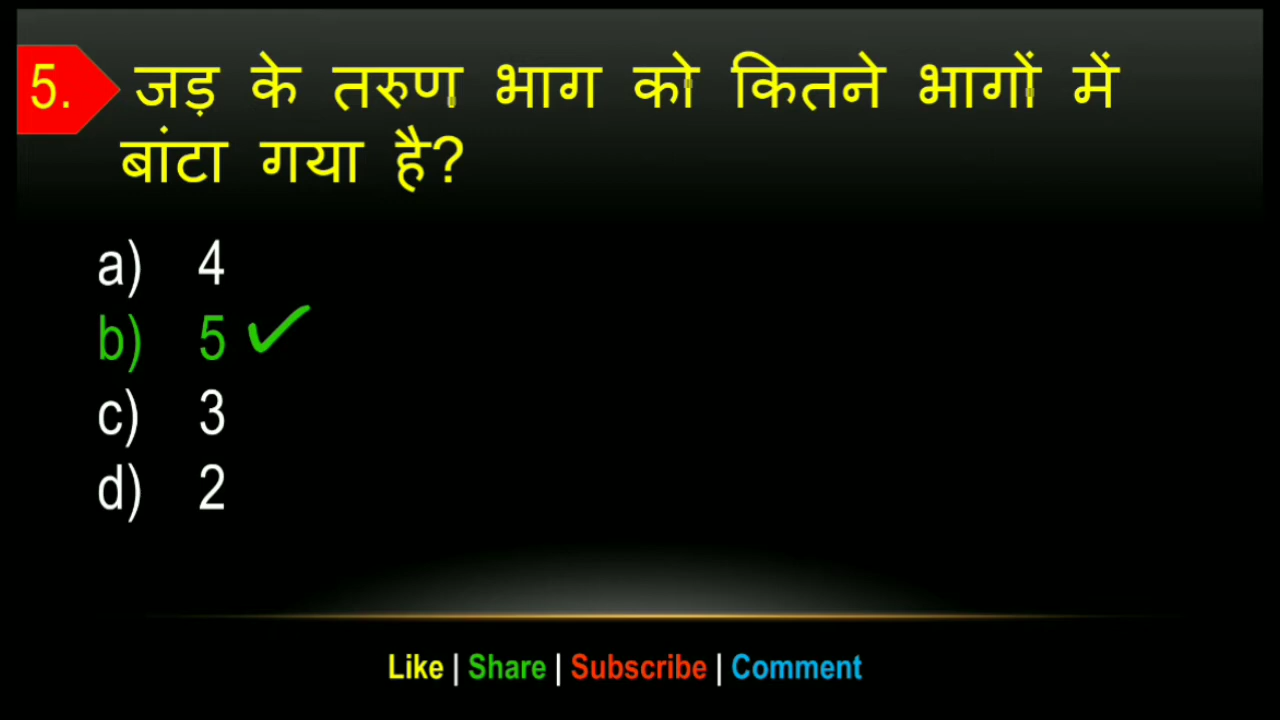 5. जड़ के तरुण भाग को कितने भागों में
बांटा गया है?
a) 4
b) 5
c) 3
d) 2
Like | Share | Subscribe | Comment